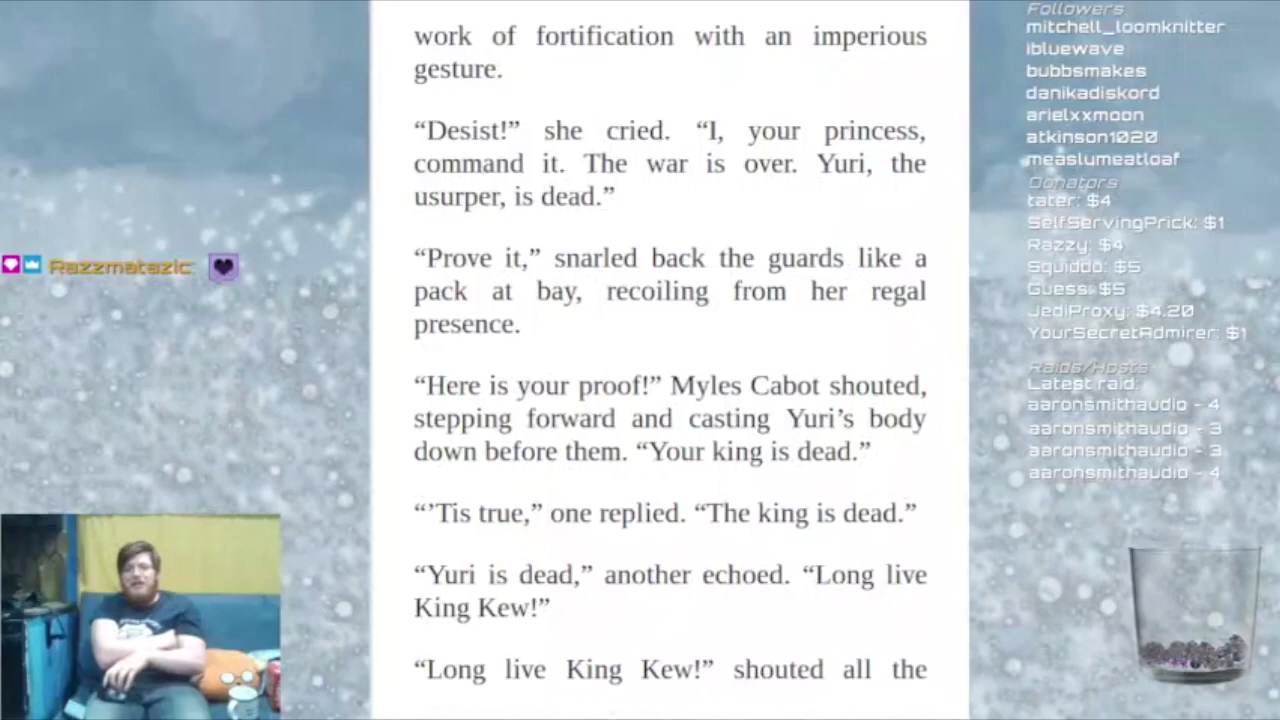 work of fortification with an imperious
gesture.
“Desist!” she cried. “I, your princess,
command it. The war is over. Yuri, the
usurper, is dead.”
“Prove it,” snarled back the guards like a
pack at bay, recoiling from her regal
presence.
“Here is your proof!” Myles Cabot shouted,
stepping forward and casting Yuri’s body
down before them. “Your king is dead.”
“’Tis true,” one replied. “The king is dead.”
“Yuri is dead,” another echoed. “Long live
King Kew!”
“Long live King Kew!” shouted all the
Razzmatazic
Followers
mitchell_loomknitter
ibluewave
bubbsmakes
danikadiskord
arielxxmoon
atkinson1020
measlumeatloaf
Donators
tater: $4
SelfServingPrick: $1
Razzy: $4
Squiddo: $5
Guess: $5
JediProxy: $4.20
YourSecretAdmirer: $1
Raids/Hosts
Latest raid:
aaronsmithaudio - 4
aaronsmithaudio - 3
aaronsmithaudio - 3
aaronsmithaudio - 4